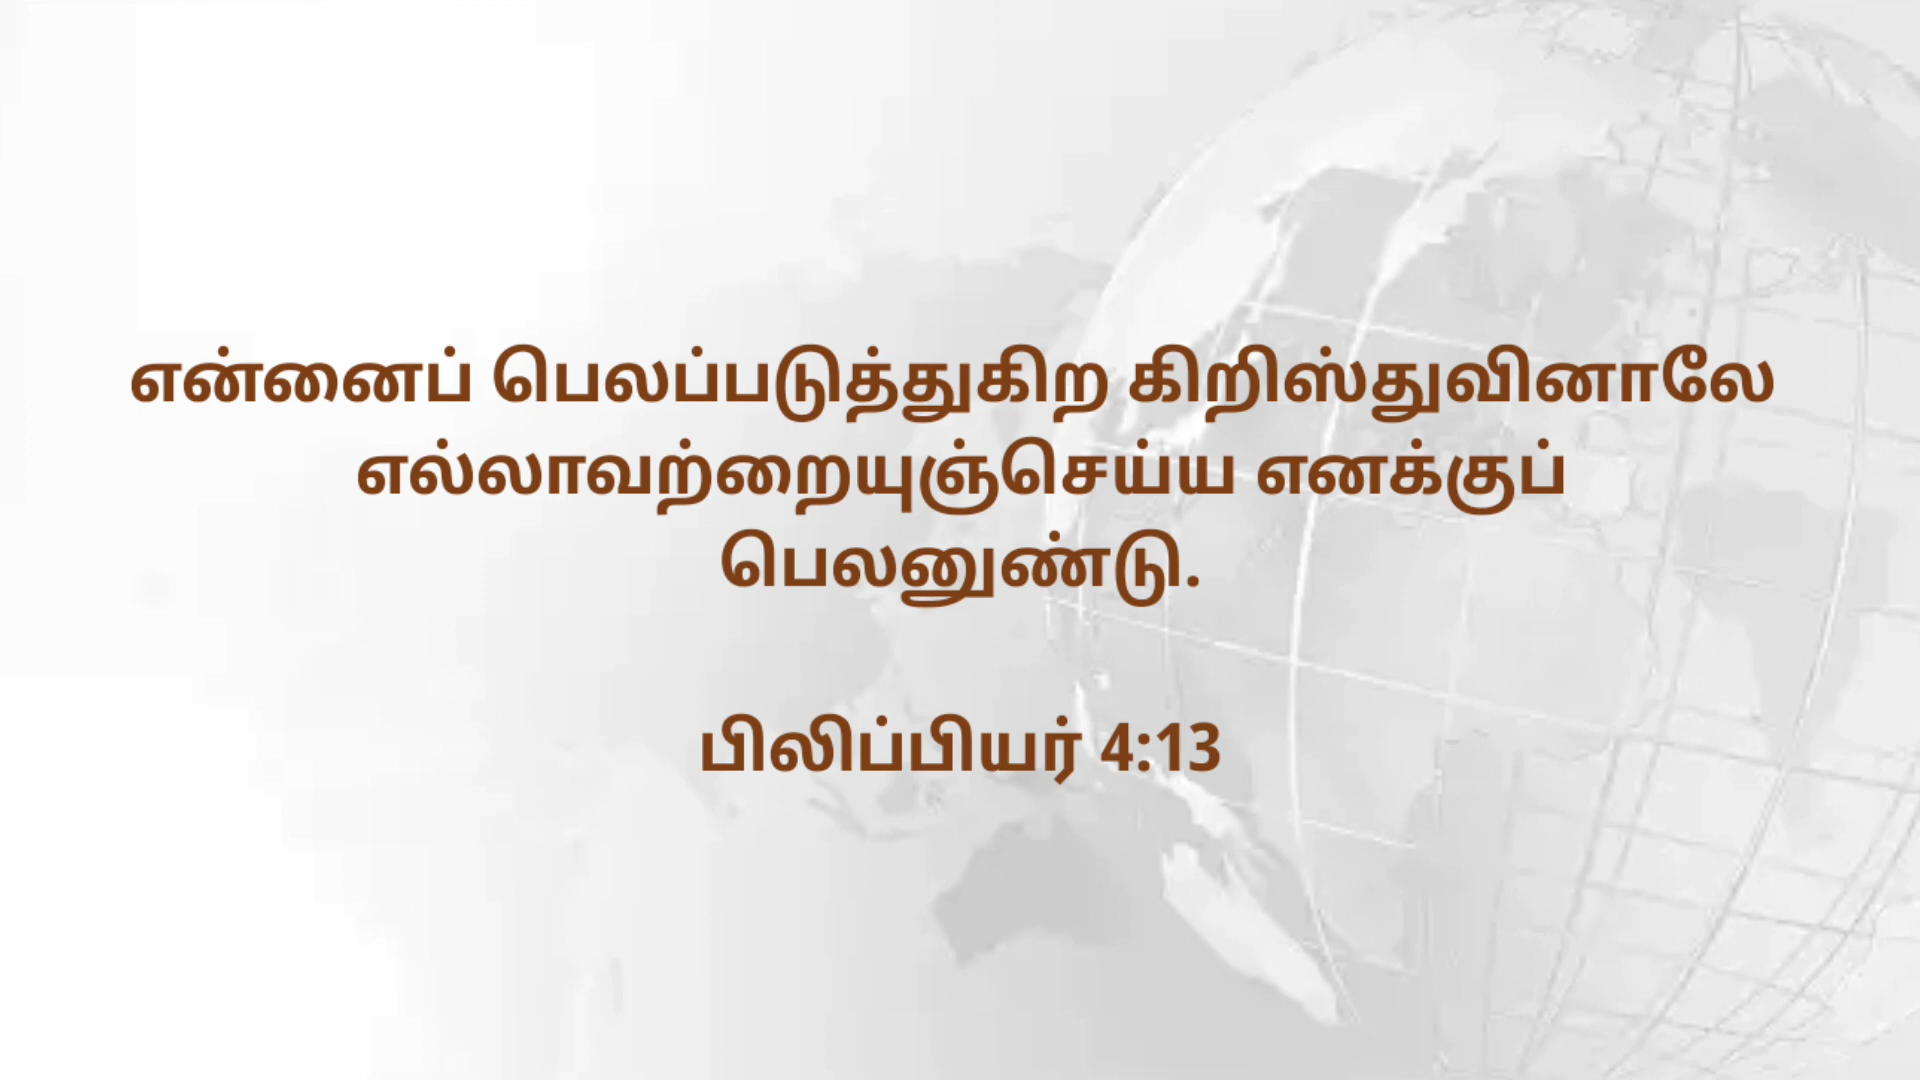 என்னைப் பெலப்படுத்துகிற கிறிஸ்துவினாலே
எல்லாவற்றையுஞ்செய்ய எனக்குப்
பெலனுண்டு.
பிலிப்பியர் 4:13